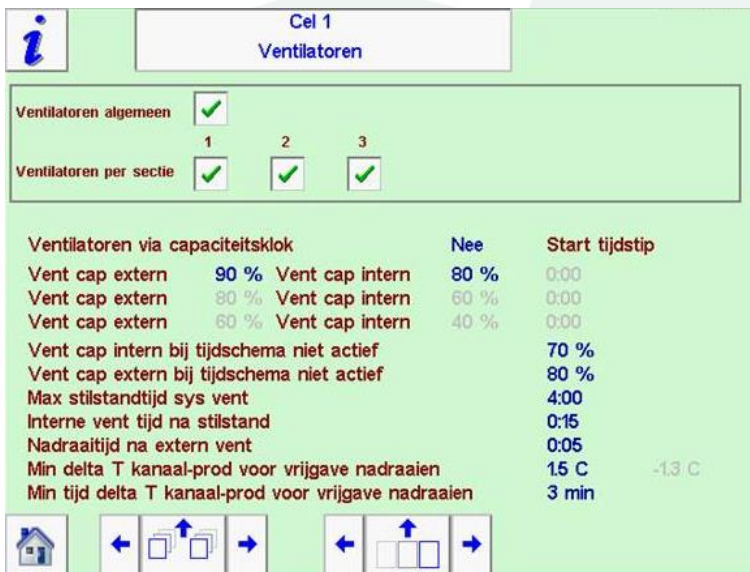 i
Cel 1
Ventilatoren
Ventilatoren algemeen
1 2 3
Ventilatoren per sectie
Ventilatoren via capaciteitsklok Nee Start tijdstip
Vent cap extern 90 % Vent cap intern 80 % 0:00
Vent cap extern 80 % Vent cap intern 60 % 0:00
Vent cap extern 60 % Vent cap intern 40 % 0:00
Vent cap intern bij tijdschema niet actief 70 %
Vent cap extern bij tijdschema niet actief 80 %
Max stilstandtijd sys vent 4:00
Interne vent tijd na stilstand 0:15
Nadraaitijd na extern vent 0:05
Min delta T kanaal-prod voor vrijgave nadraaien 1.5 C -1.3 C
Min tijd delta T kanaal-prod voor vrijgave nadraaien 3 min